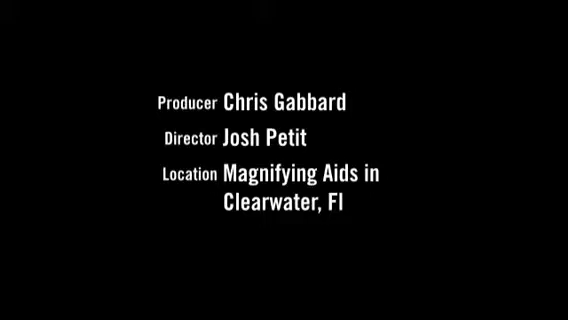 Producer Chris Gabbard
Director Josh Petit
Location Magnifying Aids in
Clearwater, Fl